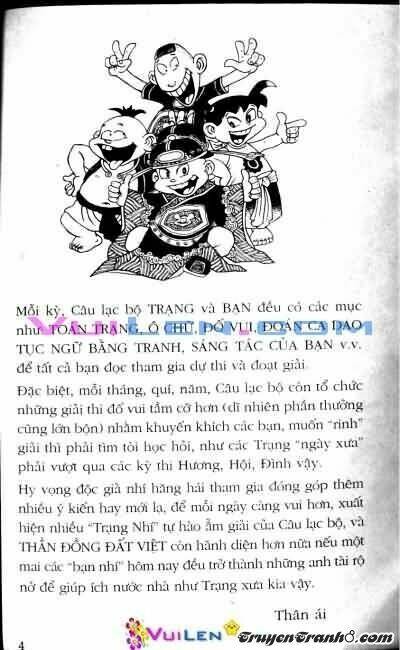 Mỗi kỳ, Câu lạc bộ TRẠNG và BẠN đều có các mục
như TOÁN TRẠNG, Ô CHỮ, ĐỐ VUI, ĐOÁN CA DAO
TỤC NGỮ BẰNG TRANH, SÁNG TÁC CỦA BẠN v.v.
để tất cả bạn đọc tham gia dự thi và đoạt giải.
Đặc biệt, mỗi tháng, quí, năm, Câu lạc bộ còn tổ chức
những giải thi đố vui tầm cỡ hơn (dĩ nhiên phần thưởng
cũng lớn bộn) nhằm khuyến khích các bạn, muốn "rinh"
giải thì phải tìm tòi học hỏi, như các Trạng "ngày xưa"
phải vượt qua các kỳ thi Hương, Hội, Đình vậy.
Hy vọng độc giả nhí hăng hái tham gia đóng góp thêm
nhiều ý kiến hay mới lạ, để mỗi ngày càng vui hơn, xuất
hiện nhiều "Trạng Nhí" tự hào ẵm giải của Câu lạc bộ, và
THẦN ĐỒNG ĐẤT VIỆT còn hãnh diện hơn nữa nếu một
mai các "bạn nhí" hôm nay đều trở thành những anh tài rộ
nở để giúp ích nước nhà như Trạng xưa kia vậy.
Thân ái
4
VuiLen.com
VUILEN
TruyenTranh8.com